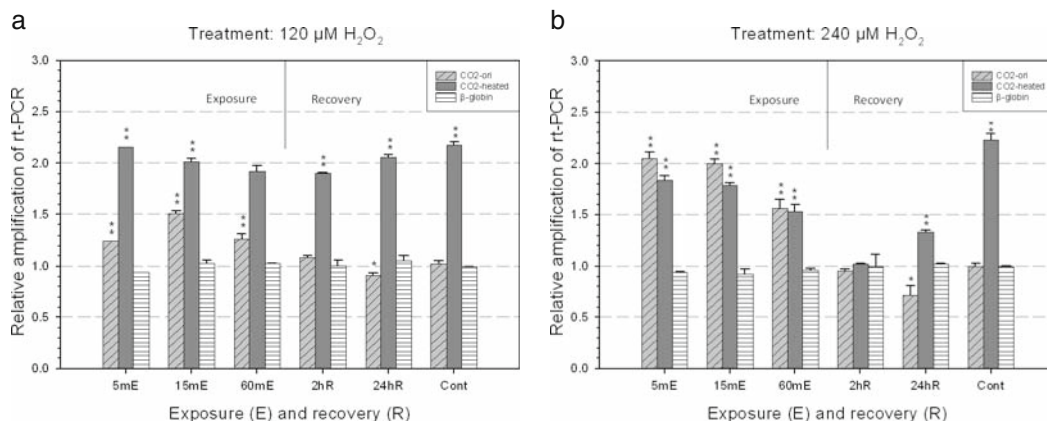 a
Treatment: 120 µM H₂O₂
Relative amplification of rt-PCR
3.0
2.5
2.0
1.5
1.0
0.5
0.0
Exposure
Recovery
CO2-ori
CO2-heated
β-globin
**
**
**
**
**
**
**
*
**
**
5mE
15mE
60mE
2hR
24hR
Cont
Exposure (E) and recovery (R)
b
Treatment: 240 µM H₂O₂
Relative amplification of rt-PCR
3.0
2.5
2.0
1.5
1.0
0.5
0.0
Exposure
Recovery
CO2-ori
CO2-heated
β-globin
**
**
**
**
**
**
*
**
**
5mE
15mE
60mE
2hR
24hR
Cont
Exposure (E) and recovery (R)